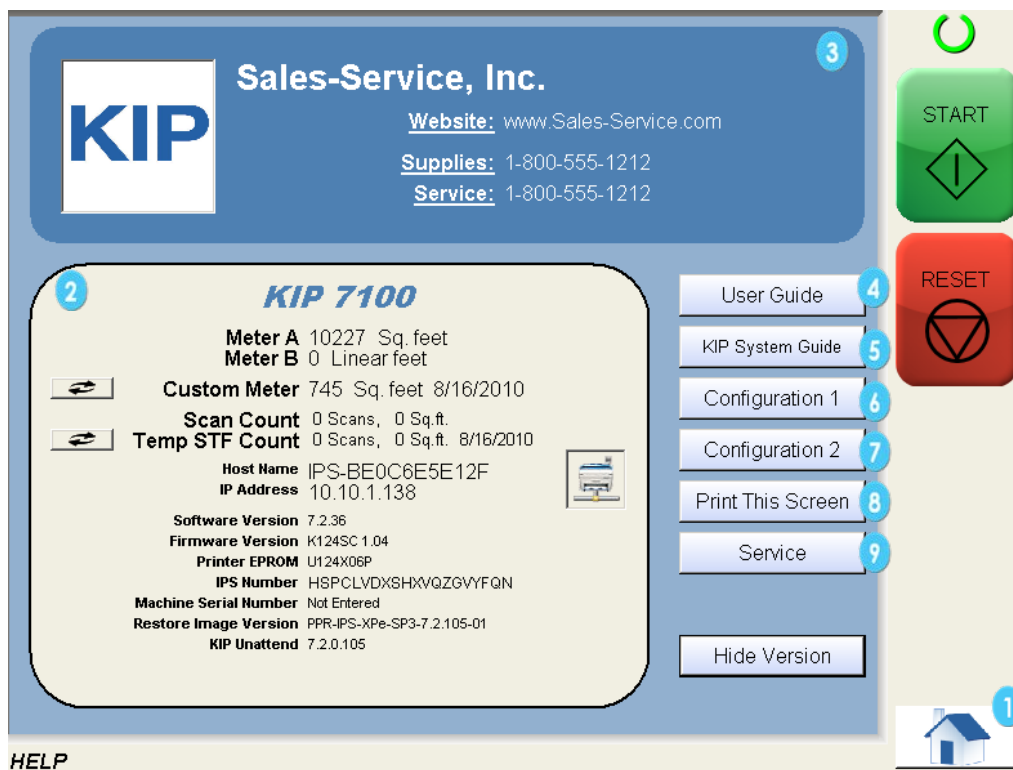 3
KIP
Sales-Service, Inc.
Website: www.Sales-Service.com
Supplies: 1-800-555-1212
Service: 1-800-555-1212
START
RESET
2
KIP 7100
Meter A 10227 Sq. feet
Meter B 0 Linear feet
Custom Meter 745 Sq. feet 8/16/2010
Scan Count 0 Scans, 0 Sq.ft.
Temp STF Count 0 Scans, 0 Sq.ft. 8/16/2010
Host Name IPS-BE0C6E5E12F
IP Address 10.10.1.138
Software Version 7.2.36
Firmware Version K124SC 1.04
Printer EPROM U124X06P
IPS Number HSPCLVDXSHXVQZGVYFQN
Machine Serial Number Not Entered
Restore Image Version PPR-IPS-XPe-SP3-7.2.105-01
KIP Unattend 7.2.0.105
User Guide 4
KIP System Guide 5
Configuration 1 6
Configuration 2 7
Print This Screen 8
Service 9
Hide Version
1
HELP